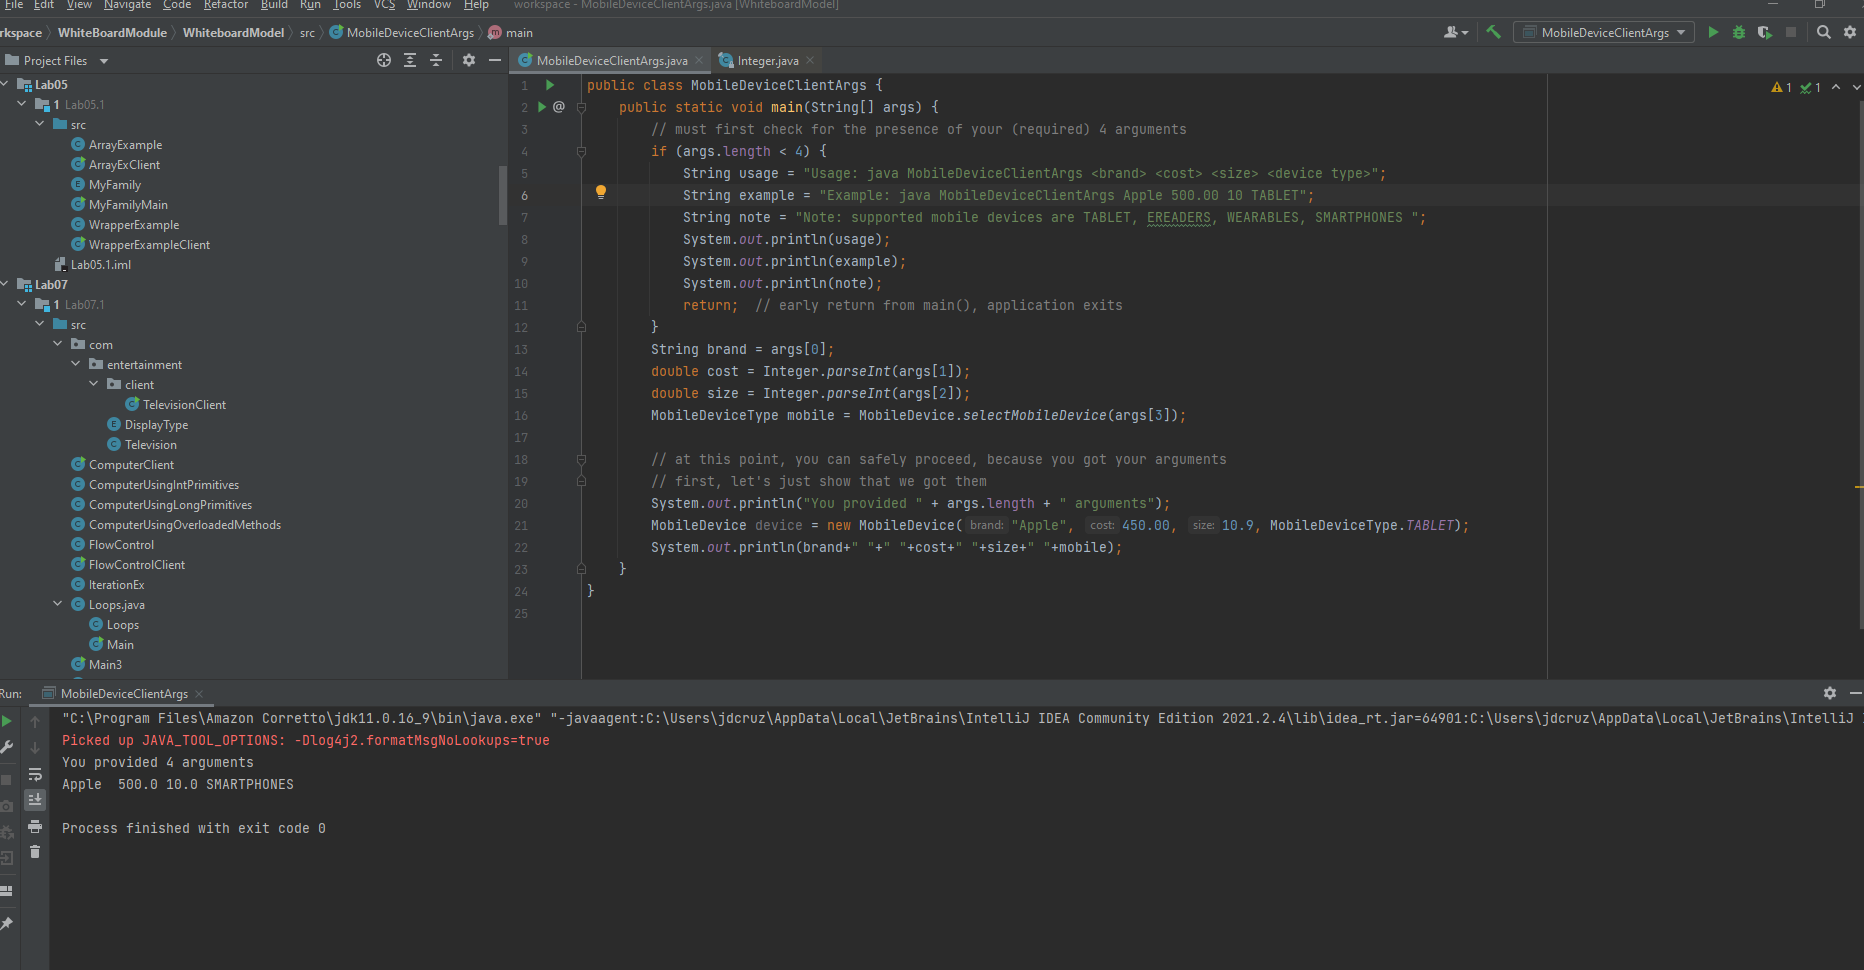 File Edit View Navigate Code Refactor Build Run Tools VCS Window Help workspace - MobileDeviceClientArgs.java [WhiteboardModel]
rkspace WhiteBoardModule WhiteboardModel src MobileDeviceClientArgs main MobileDeviceClientArgs
Project Files
MobileDeviceClientArgs.java Integer.java
Lab05
1 Lab05.1
src
ArrayExample
ArrayExClient
MyFamily
MyFamilyMain
WrapperExample
WrapperExampleClient
Lab05.1.iml
Lab07
1 Lab07.1
src
com
entertainment
client
TelevisionClient
DisplayType
Television
ComputerClient
ComputerUsingIntPrimitives
ComputerUsingLongPrimitives
ComputerUsingOverloadedMethods
FlowControl
FlowControlClient
IterationEx
Loops.java
Loops
Main
Main3
1 public class MobileDeviceClientArgs {
2 @ public static void main(String[] args) {
3 // must first check for the presence of your (required) 4 arguments
4 if (args.length < 4) {
5 String usage = "Usage: java MobileDeviceClientArgs <brand> <cost> <size> <device type>";
6 String example = "Example: java MobileDeviceClientArgs Apple 500.00 10 TABLET";
7 String note = "Note: supported mobile devices are TABLET, EREADERS, WEARABLES, SMARTPHONES ";
8 System.out.println(usage);
9 System.out.println(example);
10 System.out.println(note);
11 return; // early return from main(), application exits
12 }
13 String brand = args[0];
14 double cost = Integer.parseInt(args[1]);
15 double size = Integer.parseInt(args[2]);
16 MobileDeviceType mobile = MobileDevice.selectMobileDevice(args[3]);
17
18 // at this point, you can safely proceed, because you got your arguments
19 // first, let's just show that we got them
20 System.out.println("You provided " + args.length + " arguments");
21 MobileDevice device = new MobileDevice( brand: "Apple", cost: 450.00, size: 10.9, MobileDeviceType.TABLET);
22 System.out.println(brand+" "+" "+cost+" "+size+" "+mobile);
23 }
24 }
25
1 1
Run: MobileDeviceClientArgs
"C:\Program Files\Amazon Corretto\jdk11.0.16_9\bin\java.exe" "-javaagent:C:\Users\jdcruz\AppData\Local\JetBrains\IntelliJ IDEA Community Edition 2021.2.4\lib\idea_rt.jar=64901:C:\Users\jdcruz\AppData\Local\JetBrains\IntelliJ
Picked up JAVA_TOOL_OPTIONS: -Dlog4j2.formatMsgNoLookups=true
You provided 4 arguments
Apple  500.0 10.0 SMARTPHONES
Process finished with exit code 0